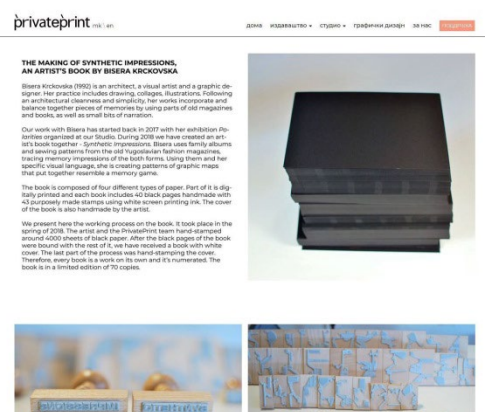 privateprint mk \ en
дома издаваштво студио графички дизајн за нас продавница
THE MAKING OF SYNTHETIC IMPRESSIONS,
AN ARTIST'S BOOK BY BISERA KRCKOVSKA
Bisera Krckovska (1992) is an architect, a visual artist and a graphic de-
signer. Her practice includes drawing, collages, illustrations. Following
an architectural cleanness and simplicity, her works incorporate and
balance together pieces of memories by using parts of old magazines
and books, as well as small bits of narration.
Our work with Bisera has started back in 2017 with her exhibition Po-
lorities organized at our Studio. During 2018 we have created an art-
ist's book together - Synthetic Impressions. Bisera uses family albums
and sewing patterns from the old Yugoslavian fashion magazines,
tracing memory impressions of the both forms. Using them and her
specific visual language, she is creating patterns of graphic maps
that put together resemble a memory game.
The book is composed of four different types of paper. Part of it is dig-
itally printed and each book includes 40 black pages handmade with
43 purposely made stamps using white screen printing ink. The cover
of the book is also handmade by the artist.
We present here the working process on the book. It took place in the
spring of 2018. The artist and the PrivatePrint team hand-stamped
around 4000 sheets of black paper. After the black pages of the book
were bound with the rest of it, we have received a book with white
cover. The last part of the process was hand-stamping the cover.
Therefore, every book is a work on its own and it's numerated. The
book is in a limited edition of 70 copies.